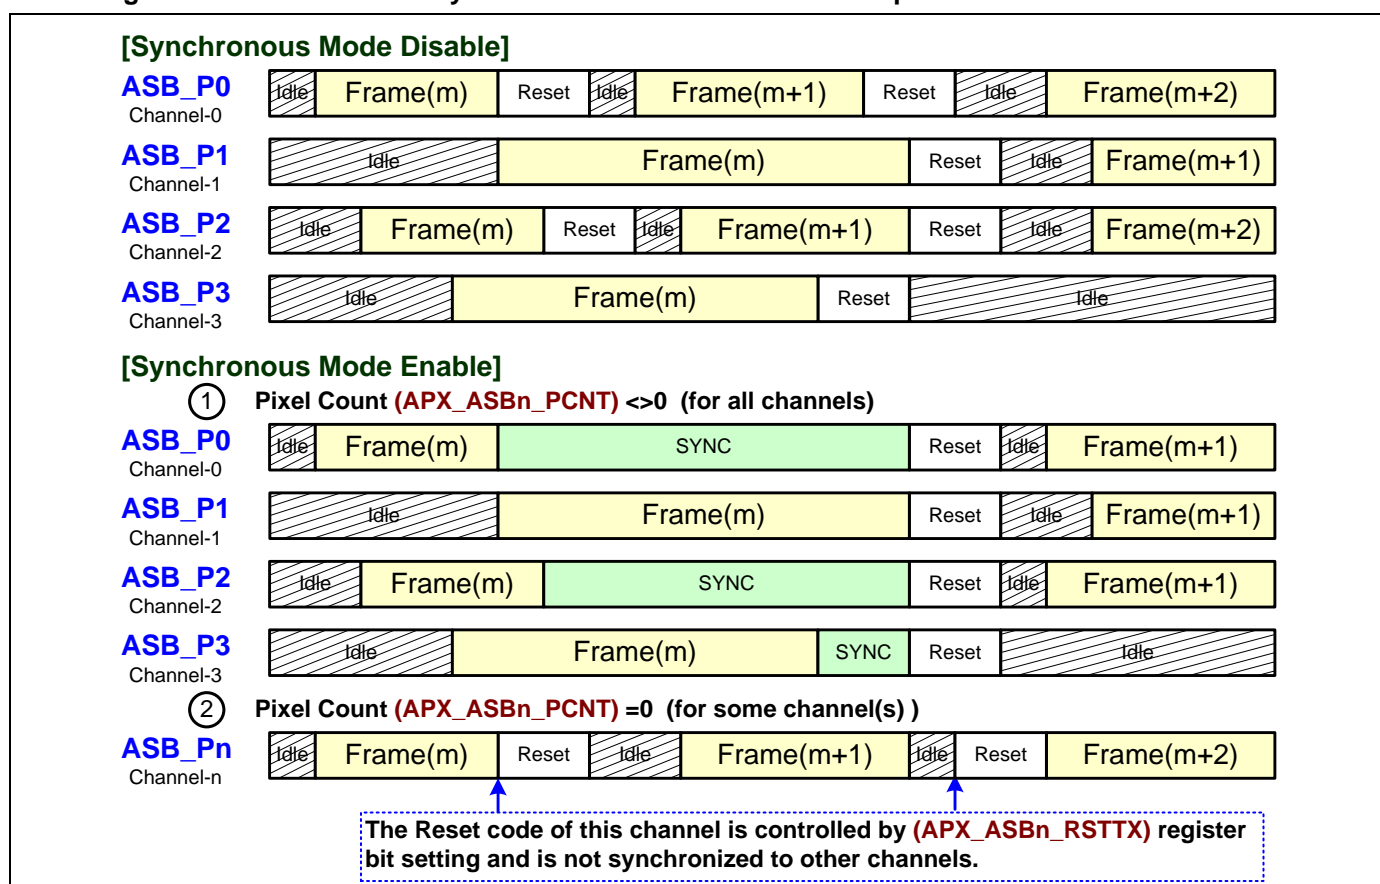 [Synchronous Mode Disable]
ASB_P0
Channel-0
Idle Frame(m) Reset Idle Frame(m+1) Reset Idle Frame(m+2)
ASB_P1
Channel-1
Idle Frame(m) Reset Idle Frame(m+1)
ASB_P2
Channel-2
Idle Frame(m) Reset Idle Frame(m+1) Reset Idle Frame(m+2)
ASB_P3
Channel-3
Idle Frame(m) Reset Idle
[Synchronous Mode Enable]
1 Pixel Count (APX_ASBn_PCNT) <>0 (for all channels)
ASB_P0
Channel-0
Idle Frame(m) SYNC Reset Idle Frame(m+1)
ASB_P1
Channel-1
Idle Frame(m) Reset Idle Frame(m+1)
ASB_P2
Channel-2
Idle Frame(m) SYNC Reset Idle Frame(m+1)
ASB_P3
Channel-3
Idle Frame(m) SYNC Reset Idle
2 Pixel Count (APX_ASBn_PCNT) =0 (for some channel(s) )
ASB_Pn
Channel-n
Idle Frame(m) Reset Idle Frame(m+1) Idle Reset Frame(m+2)
The Reset code of this channel is controlled by (APX_ASBn_RSTTX) register
bit setting and is not synchronized to other channels.